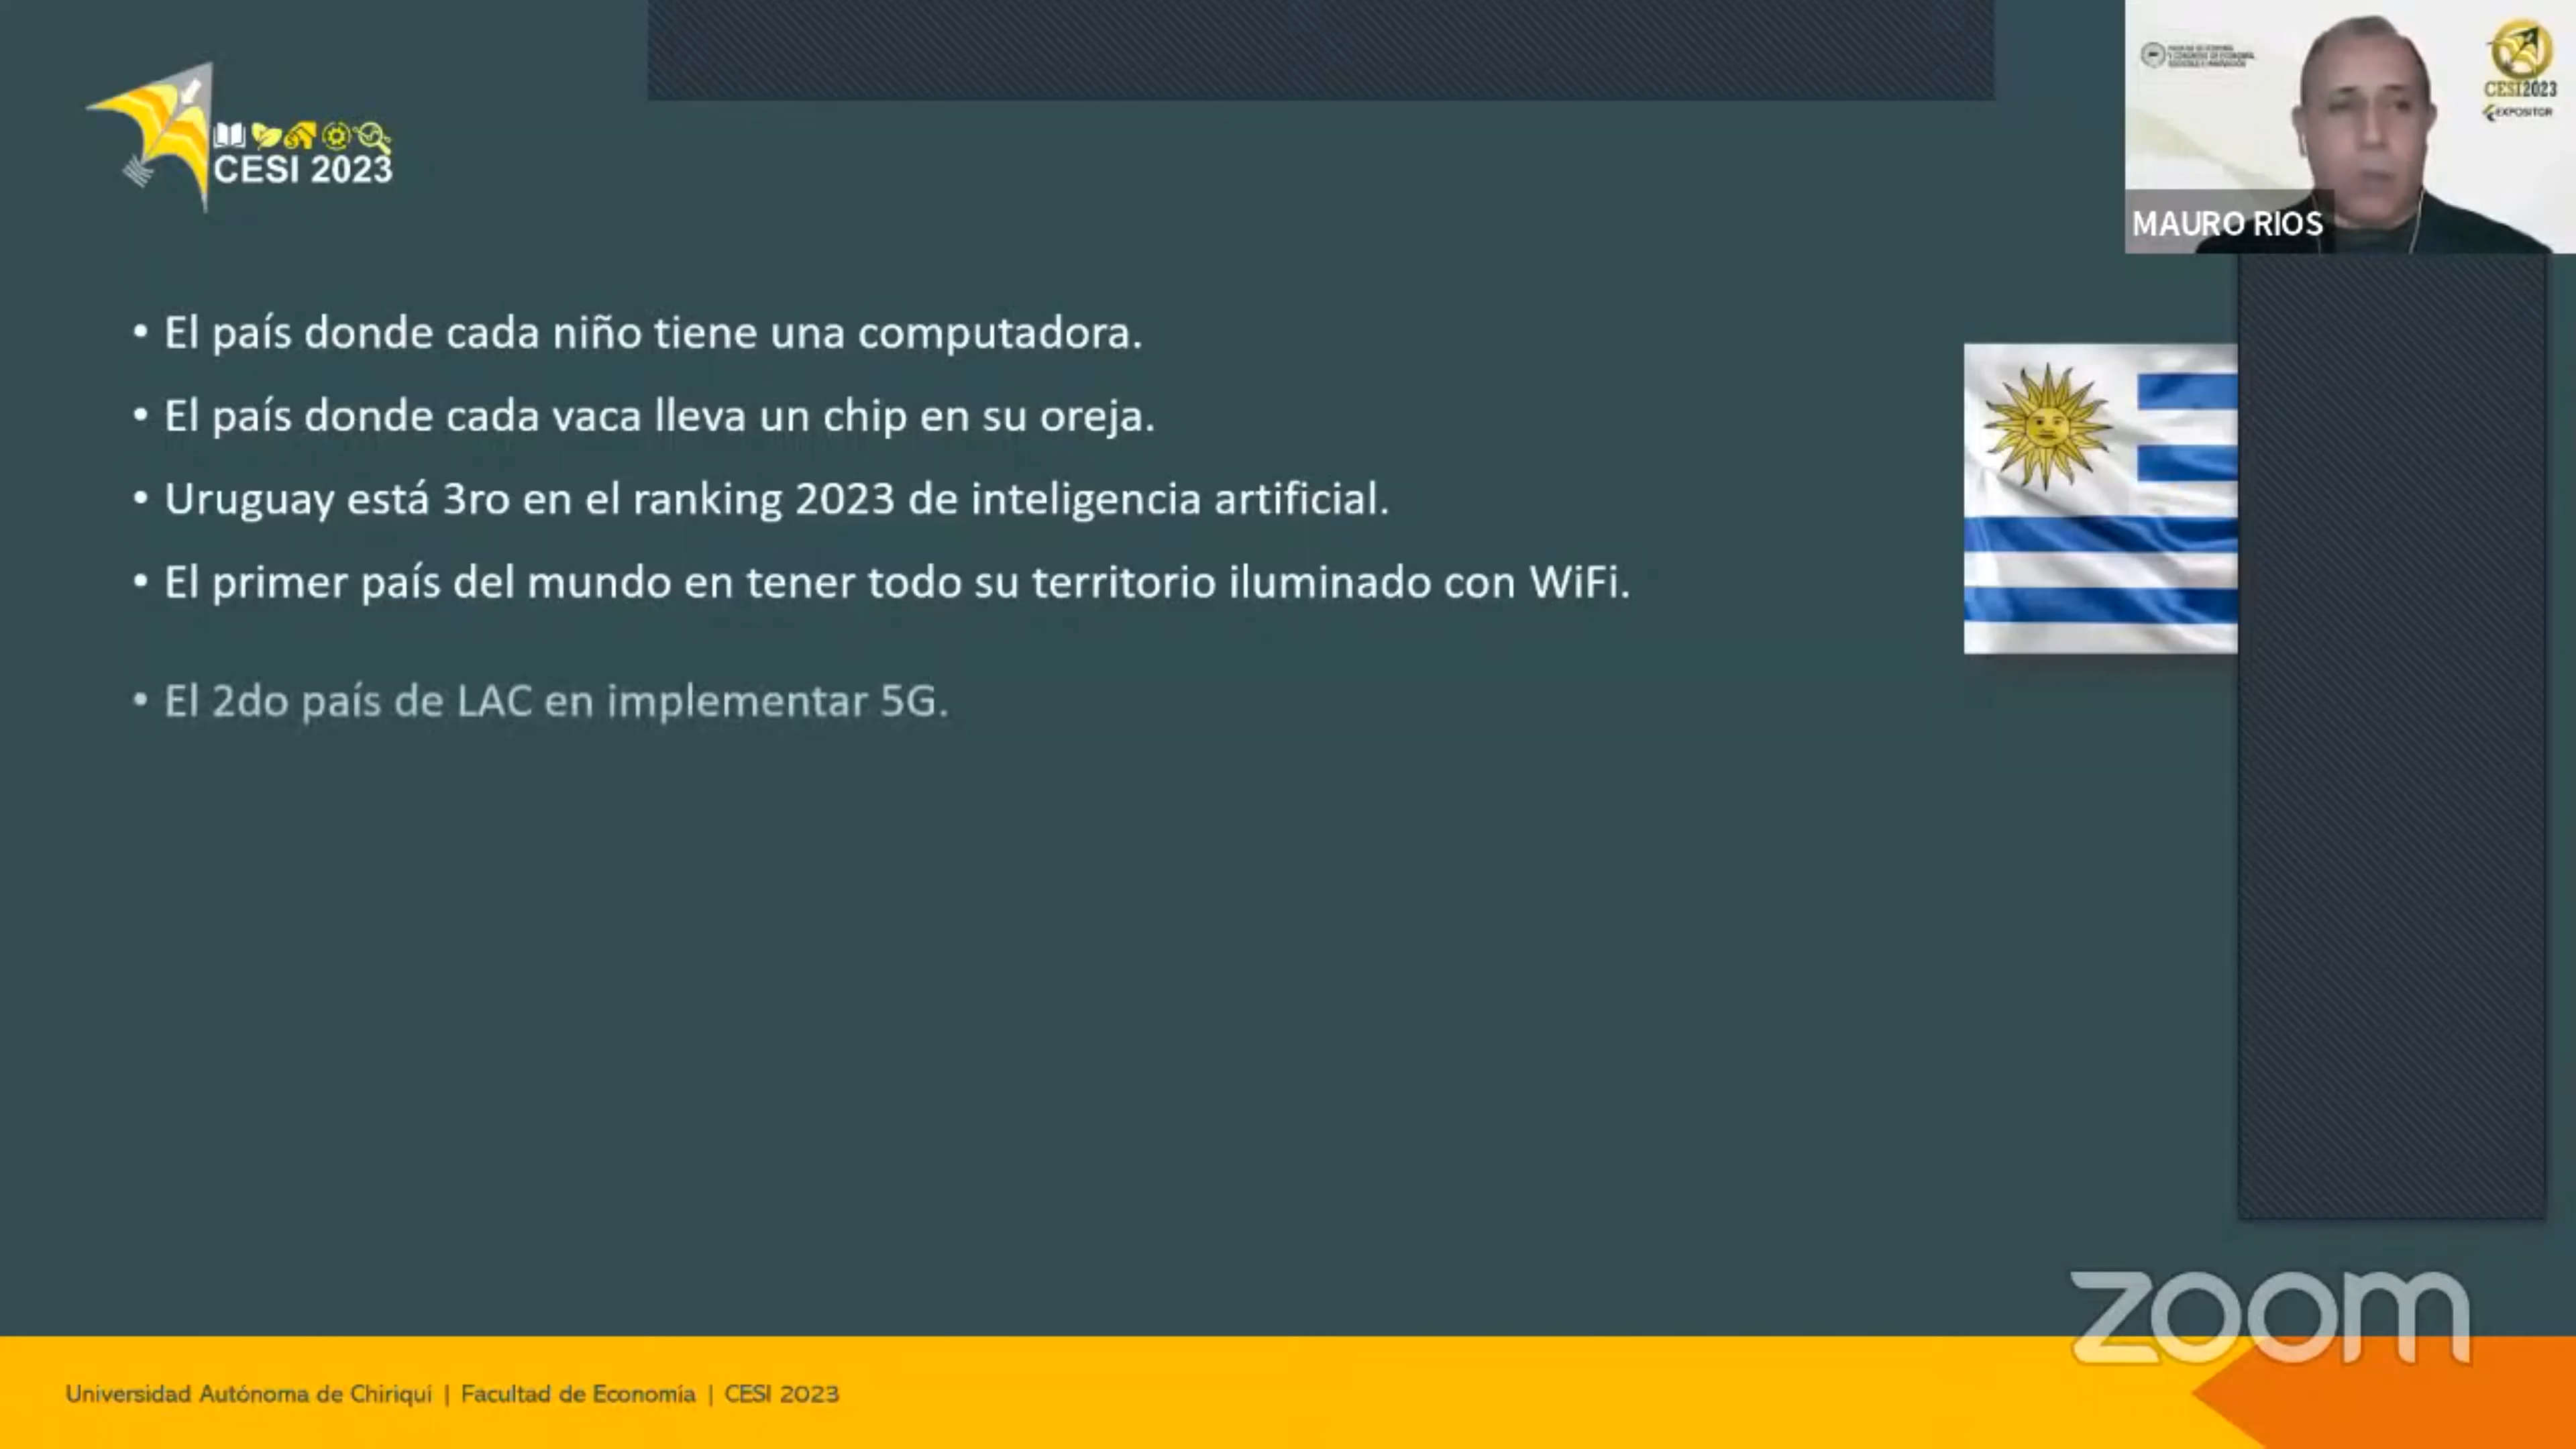 CESI 2023
CESI2023
EXPOSITOR
MAURO RIOS
• El país donde cada niño tiene una computadora.
• El país donde cada vaca lleva un chip en su oreja.
• Uruguay está 3ro en el ranking 2023 de inteligencia artificial.
• El primer país del mundo en tener todo su territorio iluminado con WiFi.
• El 2do país de LAC en implementar 5G.
zoom
Universidad Autónoma de Chiriquí | Facultad de Economía | CESI 2023